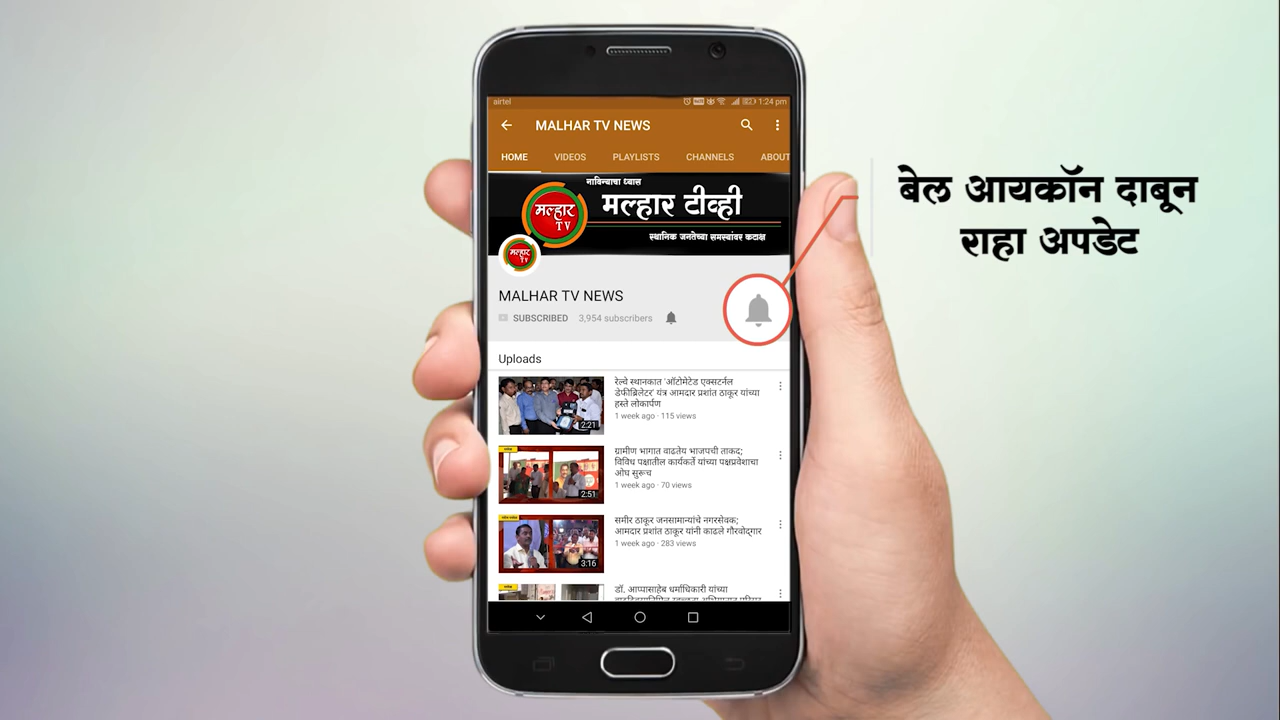 airtel 1:24 pm
MALHAR TV NEWS
HOME VIDEOS PLAYLISTS CHANNELS ABOUT
नाविन्याचा ध्यास
मल्हार टीव्ही
मल्हार
TV
स्थानिक जनतेच्या समस्यांवर कटाक्ष
मल्हार
TV
MALHAR TV NEWS
SUBSCRIBED 3,954 subscribers
Uploads
रेल्वे स्थानकात 'ऑटोमेटेड एक्सटर्नल
डेफीब्रिलेटर' यंत्र आमदार प्रशांत ठाकूर यांच्या
हस्ते लोकार्पण
1 week ago · 115 views
2:21
ग्रामीण भागात वाढतेय भाजपची ताकद;
विविध पक्षातील कार्यकर्ते यांच्या पक्षप्रवेशाचा
ओघ सुरूच
1 week ago · 70 views
2:51
समीर ठाकूर जनसामान्यांचे नगरसेवक;
आमदार प्रशांत ठाकूर यांनी काढले गौरवोद्गार
1 week ago · 283 views
3:16
डॉ. आप्पासाहेब धर्माधिकारी यांच्या
बेल आयकॉन दाबून
राहा अपडेट